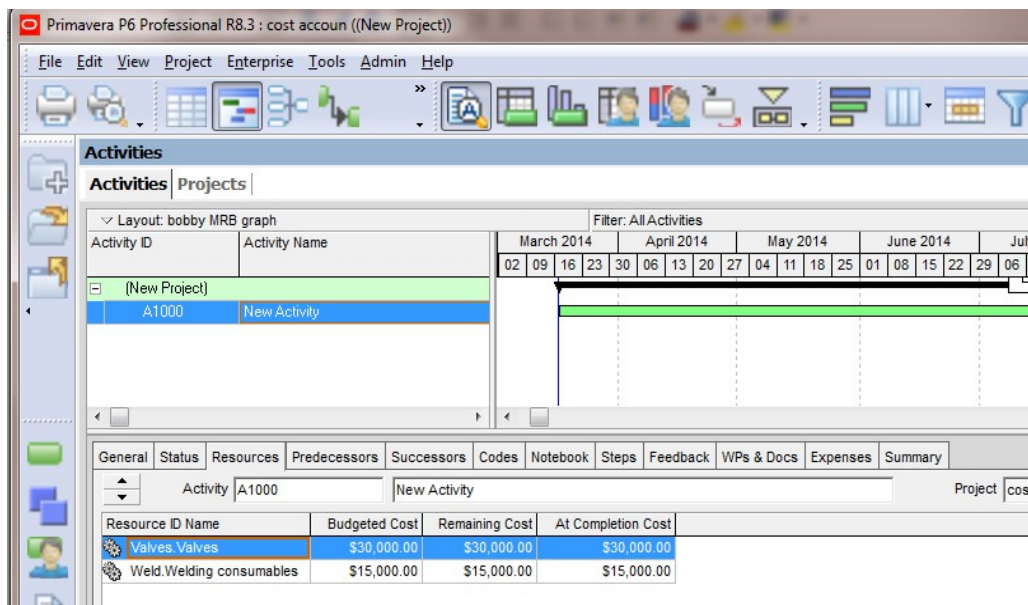 Primavera P6 Professional R8.3 : cost accoun ((New Project))
File Edit View Project Enterprise Tools Admin Help
Activities
Activities Projects
Layout: bobby MRB graph Filter: All Activities
Activity ID Activity Name March 2014 April 2014 May 2014 June 2014 Jul
02 09 16 23 30 06 13 20 27 04 11 18 25 01 08 15 22 29 06
(New Project)
A1000 New Activity
General Status Resources Predecessors Successors Codes Notebook Steps Feedback WPs & Docs Expenses Summary
Activity A1000 New Activity Project cos
Resource ID Name Budgeted Cost Remaining Cost At Completion Cost
Valves.Valves $30,000.00 $30,000.00 $30,000.00
Weld.Welding consumables $15,000.00 $15,000.00 $15,000.00